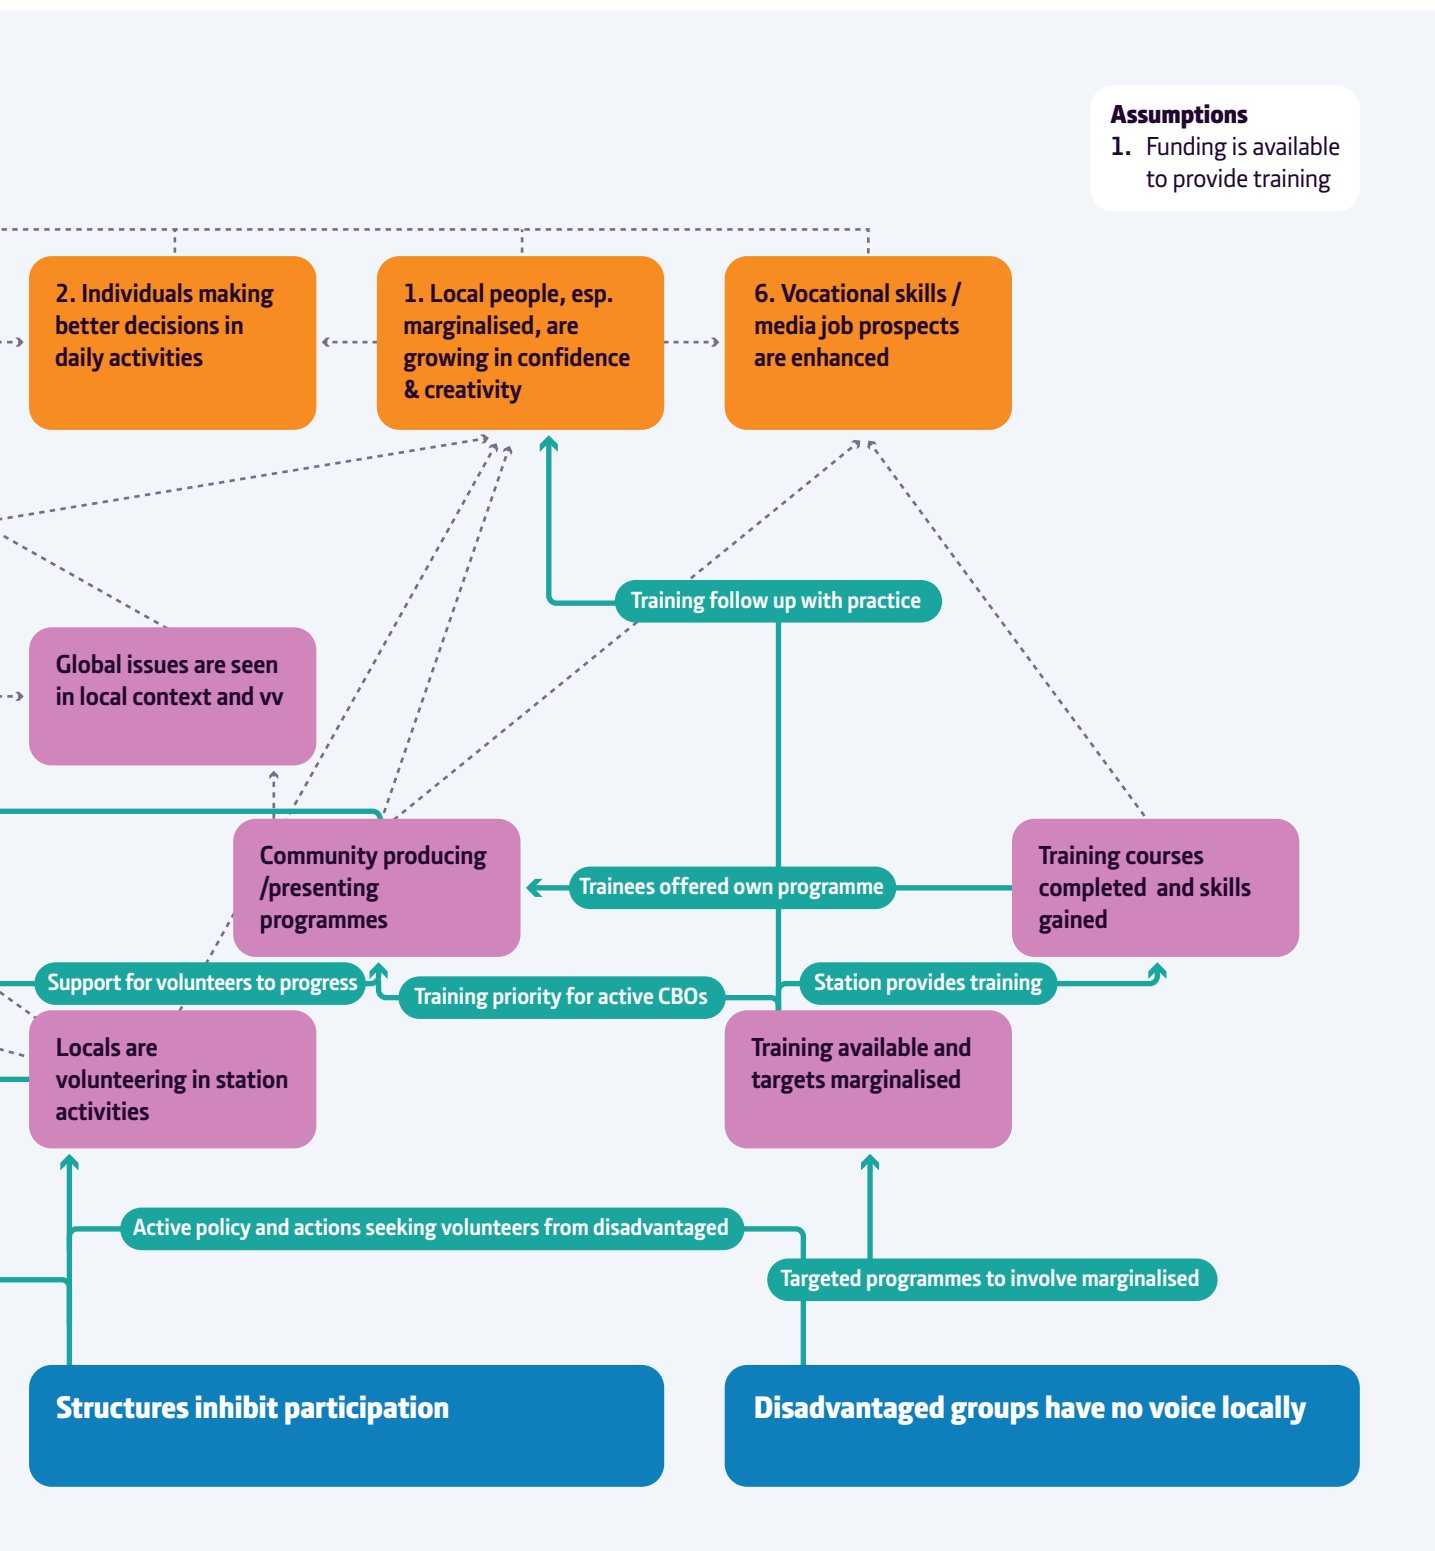 Assumptions
1. Funding is available
to provide training
2. Individuals making
better decisions in
daily activities
1. Local people, esp.
marginalised, are
growing in confidence
& creativity
6. Vocational skills /
media job prospects
are enhanced
Training follow up with practice
Global issues are seen
in local context and vv
Community producing
/presenting
programmes
Trainees offered own programme
Training courses
completed and skills
gained
Support for volunteers to progress
Training priority for active CBOs
Station provides training
Locals are
volunteering in station
activities
Training available and
targets marginalised
Active policy and actions seeking volunteers from disadvantaged
Targeted programmes to involve marginalised
Structures inhibit participation
Disadvantaged groups have no voice locally